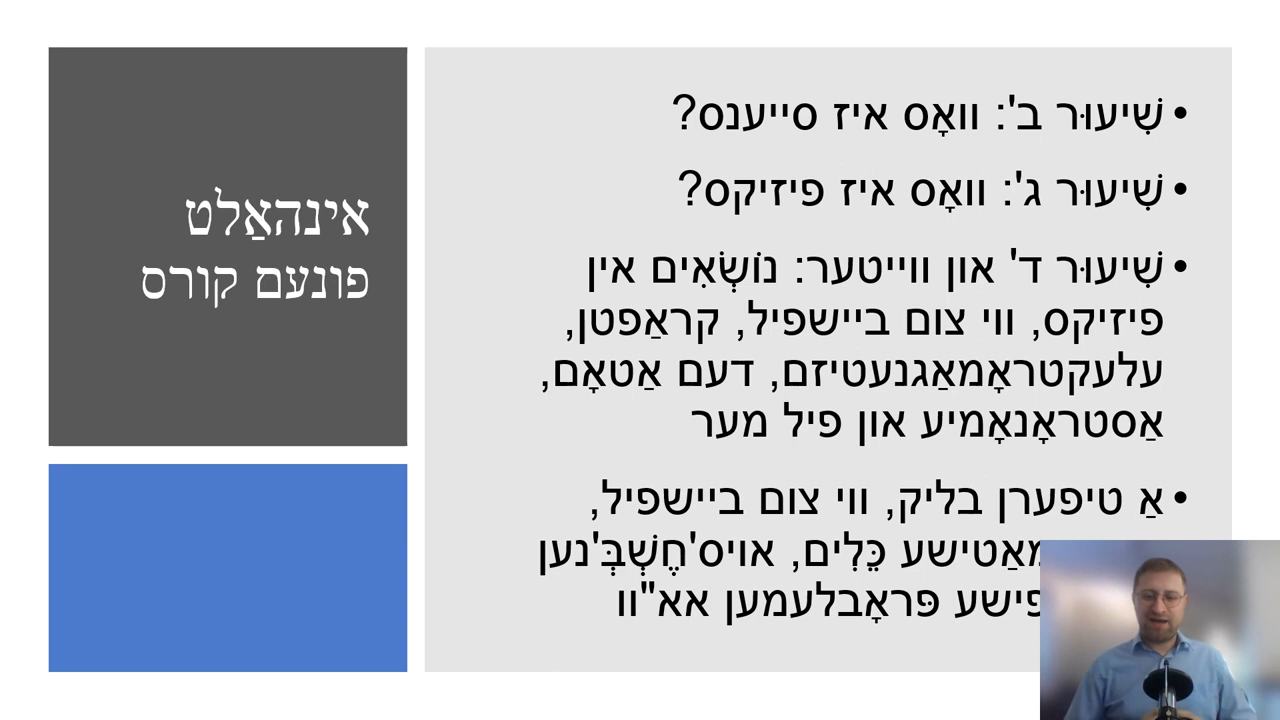 אינהאַלט
פונעם קורס
• שִׁיעוּר ב': וואָס איז סייענס?
• שִׁיעוּר ג': וואָס איז פיזיקס?
• שִׁיעוּר ד' און ווייטער: נוֹשְׂאִים אין
פיזיקס, ווי צום ביישפיל, קראַפטן,
עלעקטראָמאַגנעטיזם, דעם אַטאָם,
אַסטראָנאָמיע און פיל מער
• אַ טיפערן בליק, ווי צום ביישפיל,
כֵּלִים, אויס'חֶשְׁבְּ'נען
פּראָבלעמען אא"וו